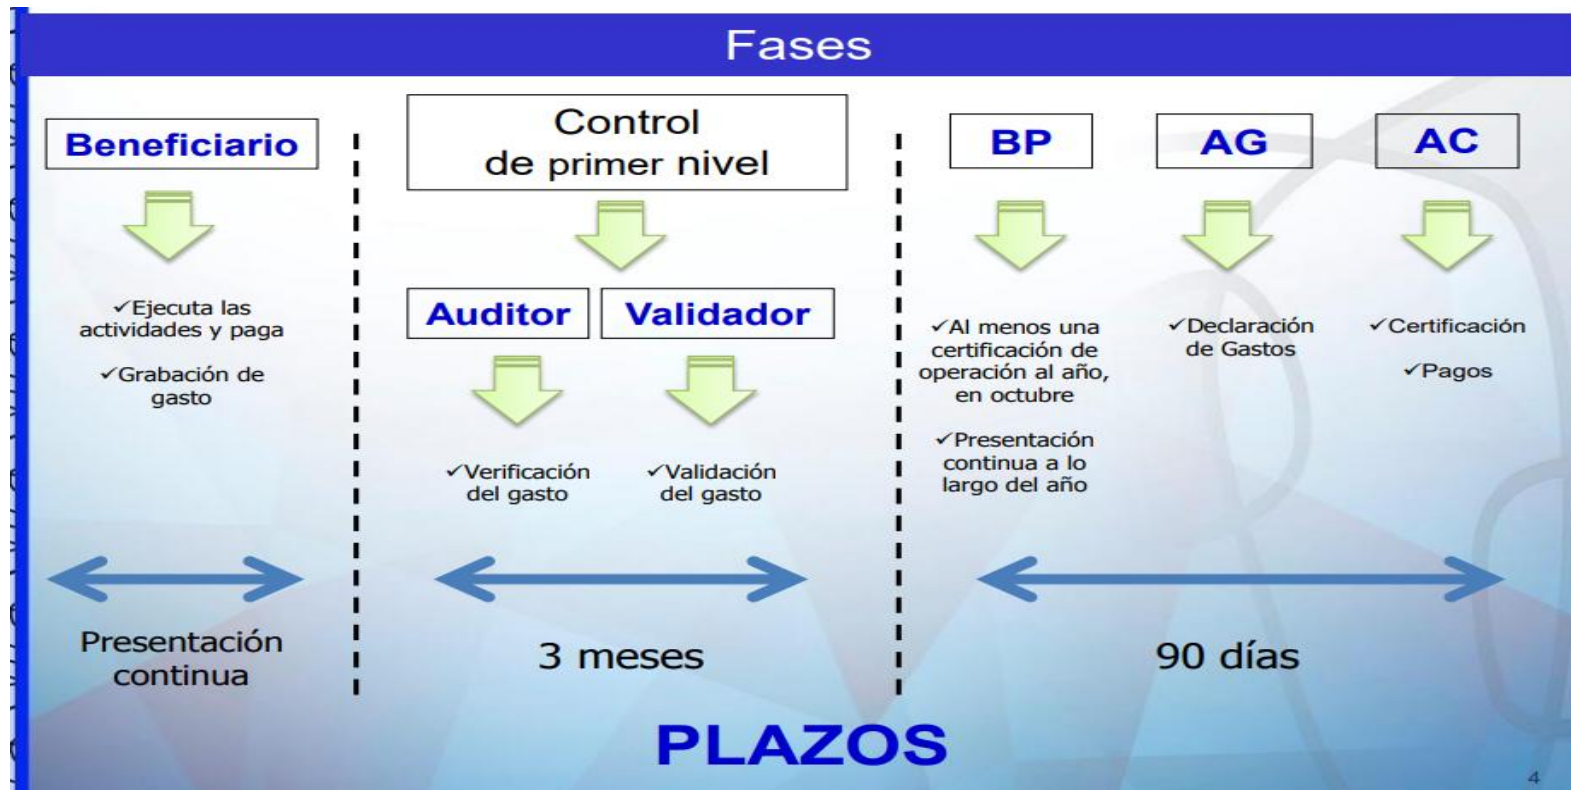 Fases
Beneficiario
✓Ejecuta las
actividades y paga
✓Grabación de
gasto
Presentación
continua
Control
de primer nivel
Auditor
✓Verificación
del gasto
Validador
✓Validación
del gasto
3 meses
BP
✓Al menos una
certificación de
operación al año,
en octubre
✓Presentación
continua a lo
largo del año
AG
✓Declaración
de Gastos
AC
✓Certificación
✓Pagos
90 días
PLAZOS
4